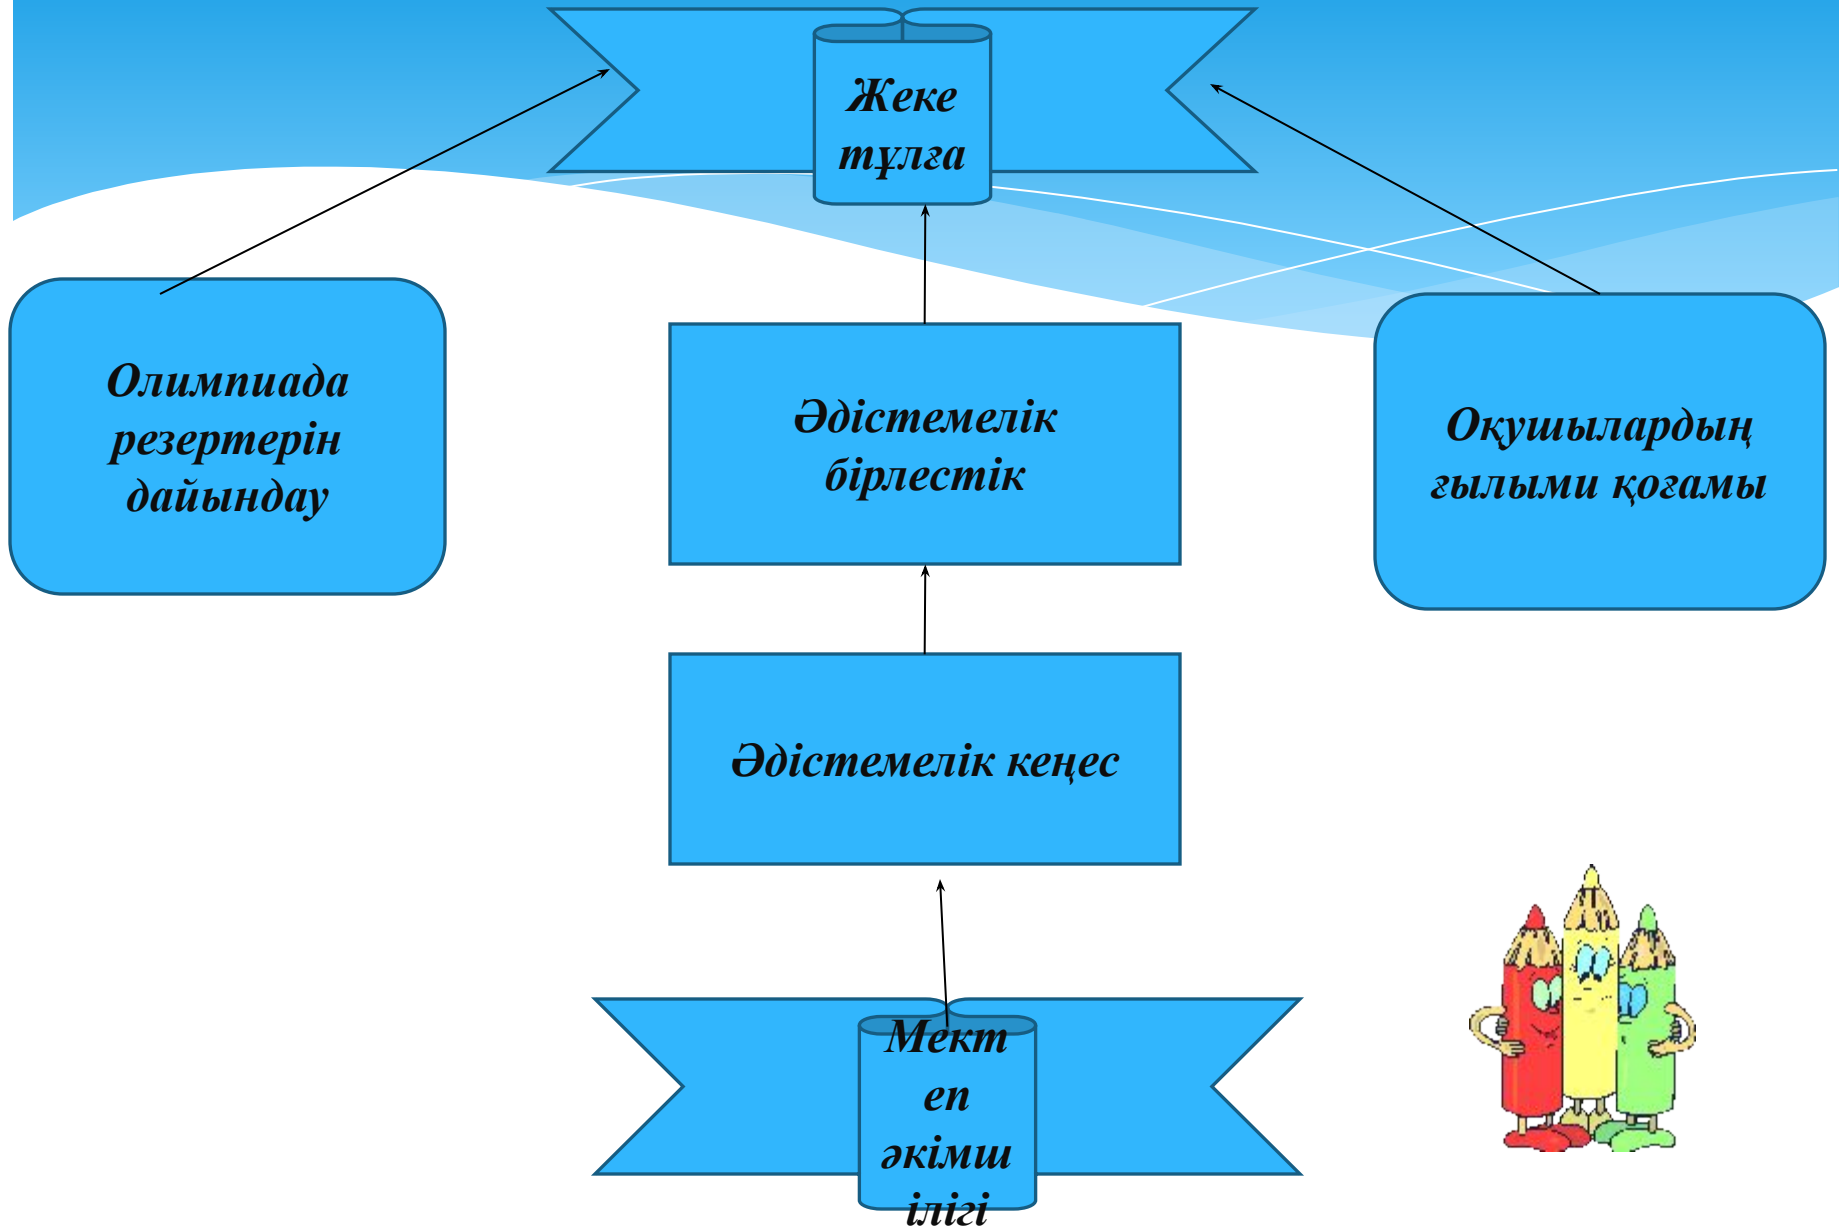 Жеке
тұлға
Олимпиада
резертерін
дайындау
Әдістемелік
бірлестік
Оқушылардың
ғылыми қоғамы
Әдістемелік кеңес
Мект
еп
әкімш
ілігі